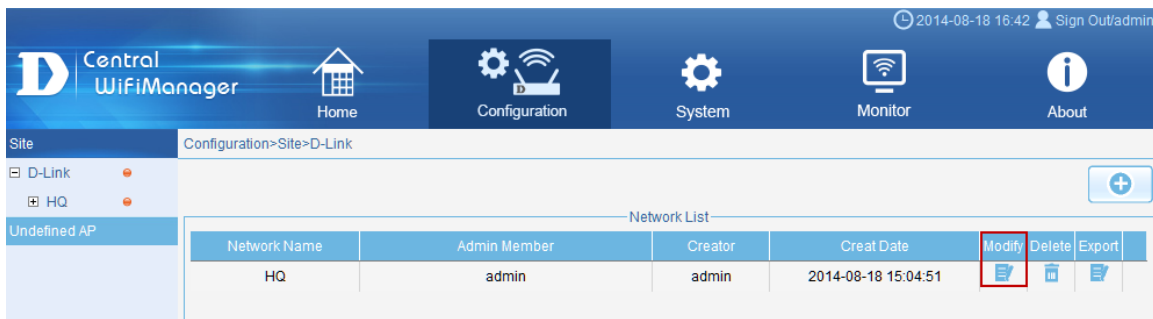 2014-08-18 16:42 Sign Out/admin
D Central
WiFiManager
Home Configuration System Monitor About
Site Configuration>Site>D-Link
D-Link
HQ
Undefined AP
Network List
Network Name Admin Member Creator Creat Date Modify Delete Export
HQ admin admin 2014-08-18 15:04:51